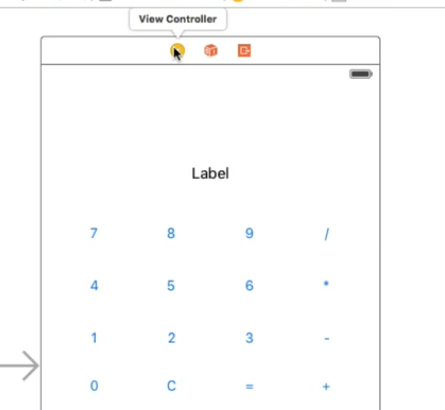 View Controller
Label
7 8 9 /
4 5 6 *
1 2 3 -
0 C = +